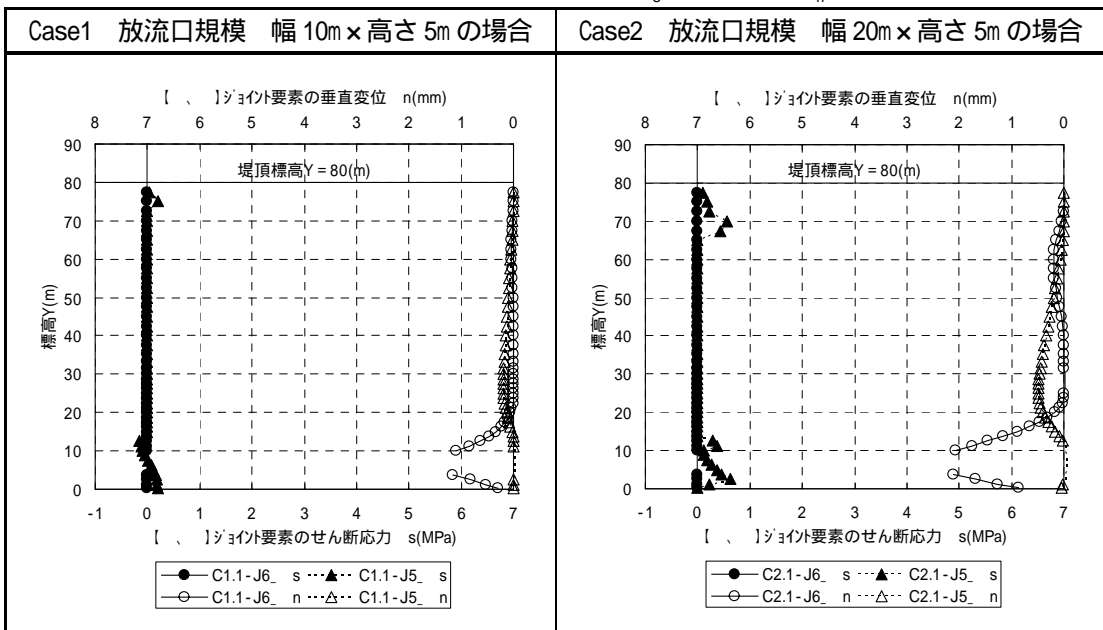 Case1 放流口規模 幅 10m×高さ 5m の場合
Case2 放流口規模 幅 20m×高さ 5m の場合
【 、 】ジョイント要素の垂直変位 n(mm)
8 7 6 5 4 3 2 1 0
90
堤頂標高Y = 80(m)
80
70
60
50
40
30
20
10
0
標高Y(m)
-1 0 1 2 3 4 5 6 7
【 、 】ジョイント要素のせん断応力 s(MPa)
C1.1-J6_ s C1.1-J5_ s
C1.1-J6_ n C1.1-J5_ n
【 、 】ジョイント要素の垂直変位 n(mm)
8 7 6 5 4 3 2 1 0
90
堤頂標高Y = 80(m)
80
70
60
50
40
30
20
10
0
標高Y(m)
-1 0 1 2 3 4 5 6 7
【 、 】ジョイント要素のせん断応力 s(MPa)
C2.1-J6_ s C2.1-J5_ s
C2.1-J6_ n C2.1-J5_ n